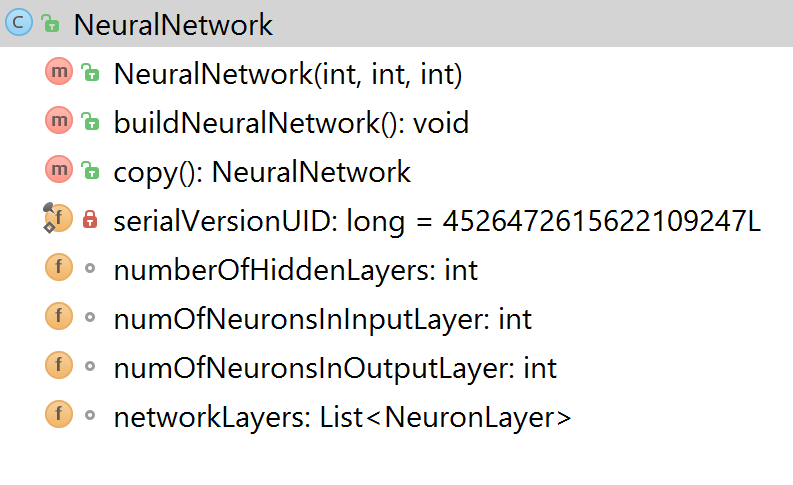 C NeuralNetwork
m NeuralNetwork(int, int, int)
m buildNeuralNetwork(): void
m copy(): NeuralNetwork
f serialVersionUID: long = 4526472615622109247L
f numberOfHiddenLayers: int
f numOfNeuronsInInputLayer: int
f numOfNeuronsInOutputLayer: int
f networkLayers: List<NeuronLayer>